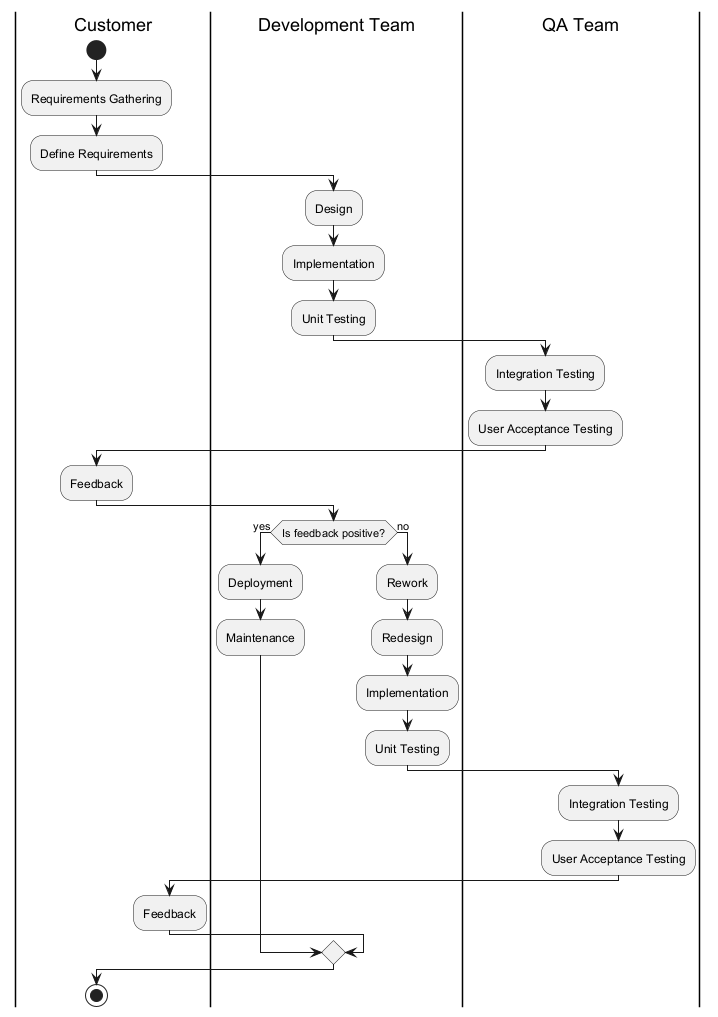 Customer
Development Team
QA Team
Requirements Gathering
Define Requirements
Design
Implementation
Unit Testing
Integration Testing
User Acceptance Testing
Feedback
yes
Is feedback positive?
no
Deployment
Rework
Maintenance
Redesign
Implementation
Unit Testing
Integration Testing
User Acceptance Testing
Feedback